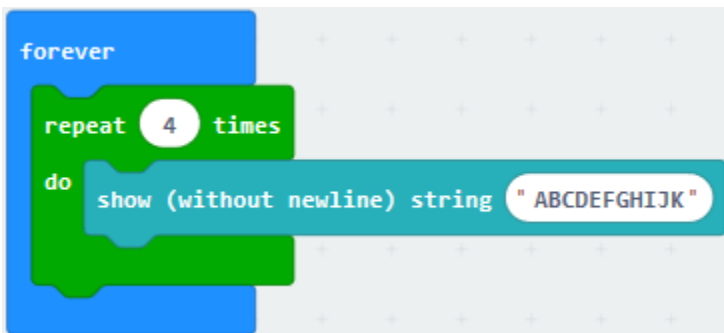 forever
repeat 4 times
do
show (without newline) string "ABCDEFGHIJK"